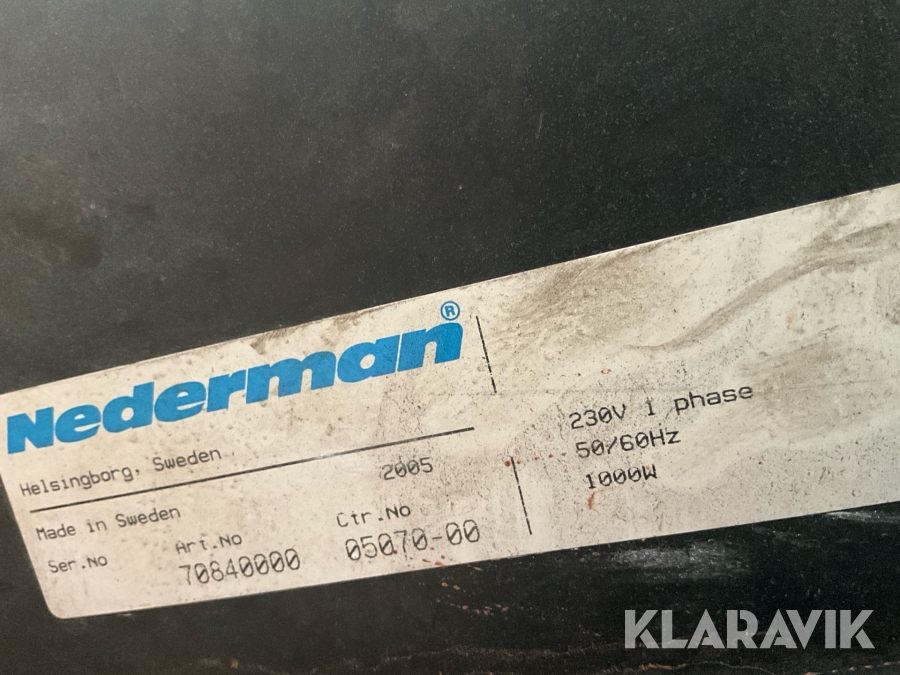 Nederman®
Helsingborg, Sweden
2005
Made in Sweden
Ser.No Art.No Ctr.No
70840000 05070-00
230V 1 phase
50/60Hz
1000W
KLARAVIK